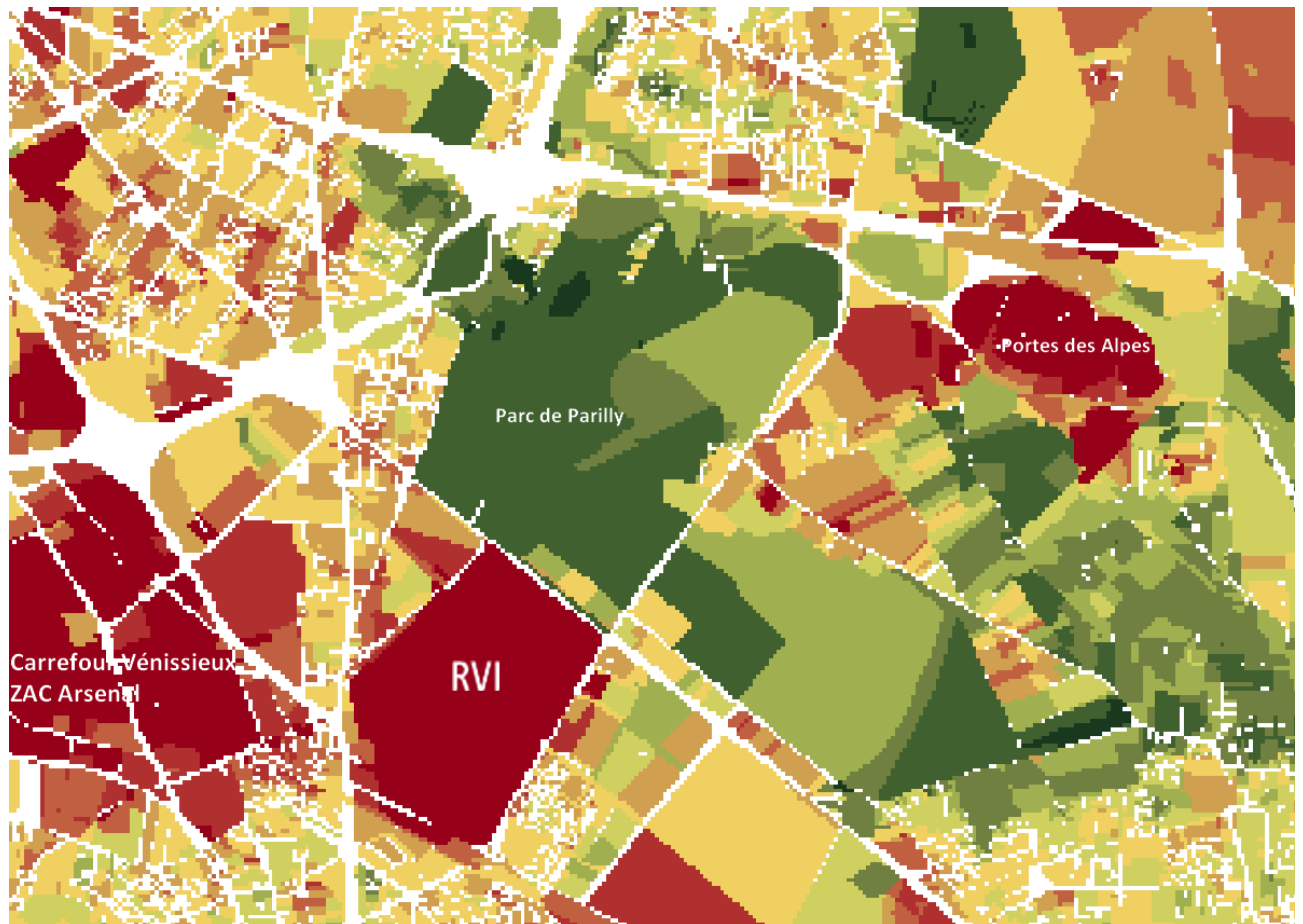 Portes des Alpes
Parc de Parilly
Carrefour Vénissieux
ZAC Arsenal
RVI